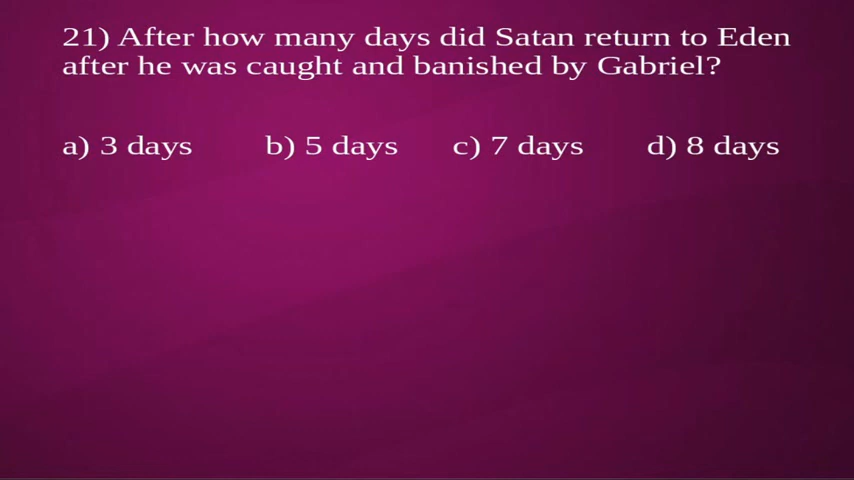 21) After how many days did Satan return to Eden
after he was caught and banished by Gabriel?
a) 3 days b) 5 days c) 7 days d) 8 days